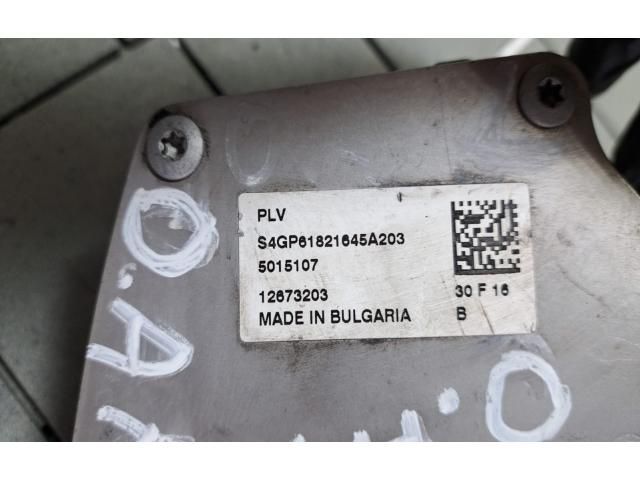 PLV
S4GP61821645A203
5015107
12673203
30 F 16
MADE IN BULGARIA
B
O.A